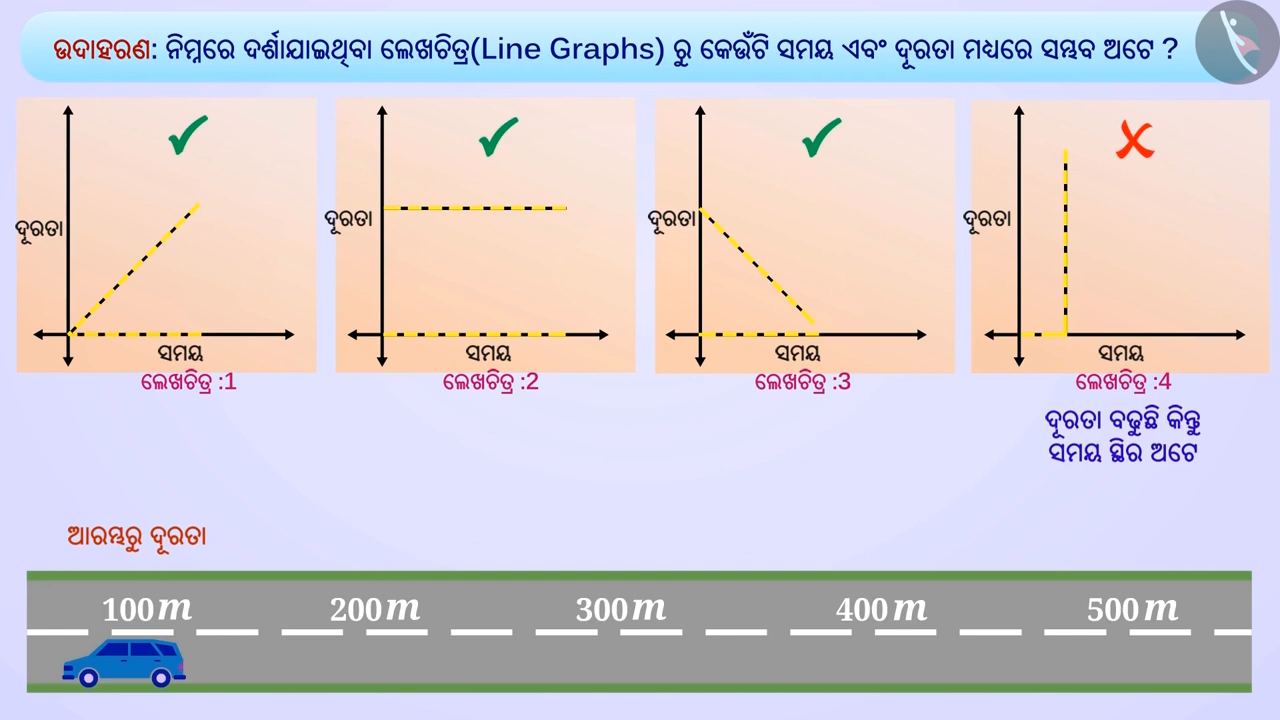 ଉଦାହରଣ: ନିମ୍ନରେ ଦର୍ଶାଯାଇଥିବା ଲେଖଚିତ୍ର(Line Graphs) ରୁ କେଉଁଟି ସମୟ ଏବଂ ଦୂରତା ମଧ୍ୟରେ ସମ୍ଭବ ଅଟେ ?
ଦୂରତା
ସମୟ
ଲେଖଚିତ୍ର :1
ଦୂରତା
ସମୟ
ଲେଖଚିତ୍ର :2
ଦୂରତା
ସମୟ
ଲେଖଚିତ୍ର :3
ଦୂରତା
ସମୟ
ଲେଖଚିତ୍ର :4
ଦୂରତା ବଢୁଛି କିନ୍ତୁ
ସମୟ ସ୍ଥିର ଅଟେ
ଆରମ୍ଭରୁ ଦୂରତା
100m 200m 300m 400m 500m